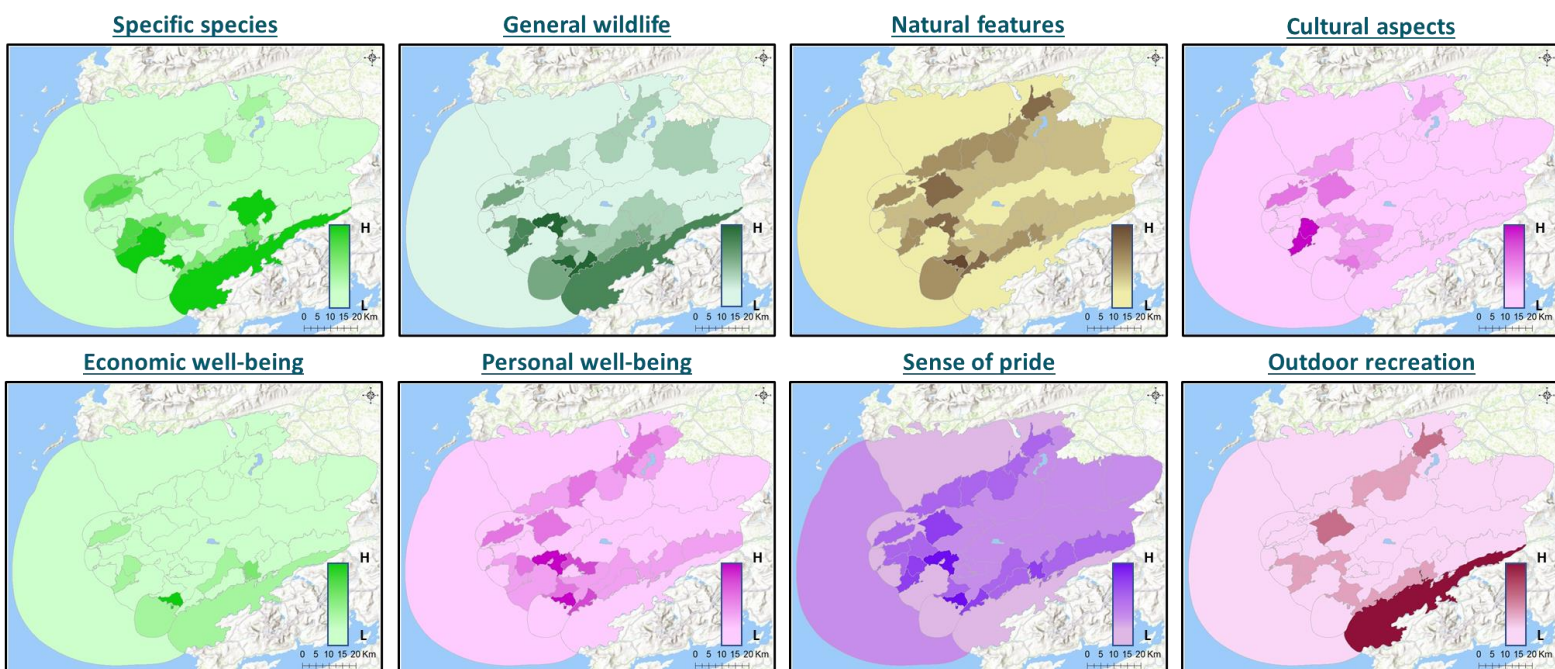 Specific species
General wildlife
Natural features
Cultural aspects
H
L
0 5 10 15 20 Km
H
L
0 5 10 15 20 Km
H
L
0 5 10 15 20 Km
H
L
0 5 10 15 20 Km
Economic well-being
Personal well-being
Sense of pride
Outdoor recreation
H
L
0 5 10 15 20 Km
H
L
0 5 10 15 20 Km
H
L
0 5 10 15 20 Km
H
L
0 5 10 15 20 Km